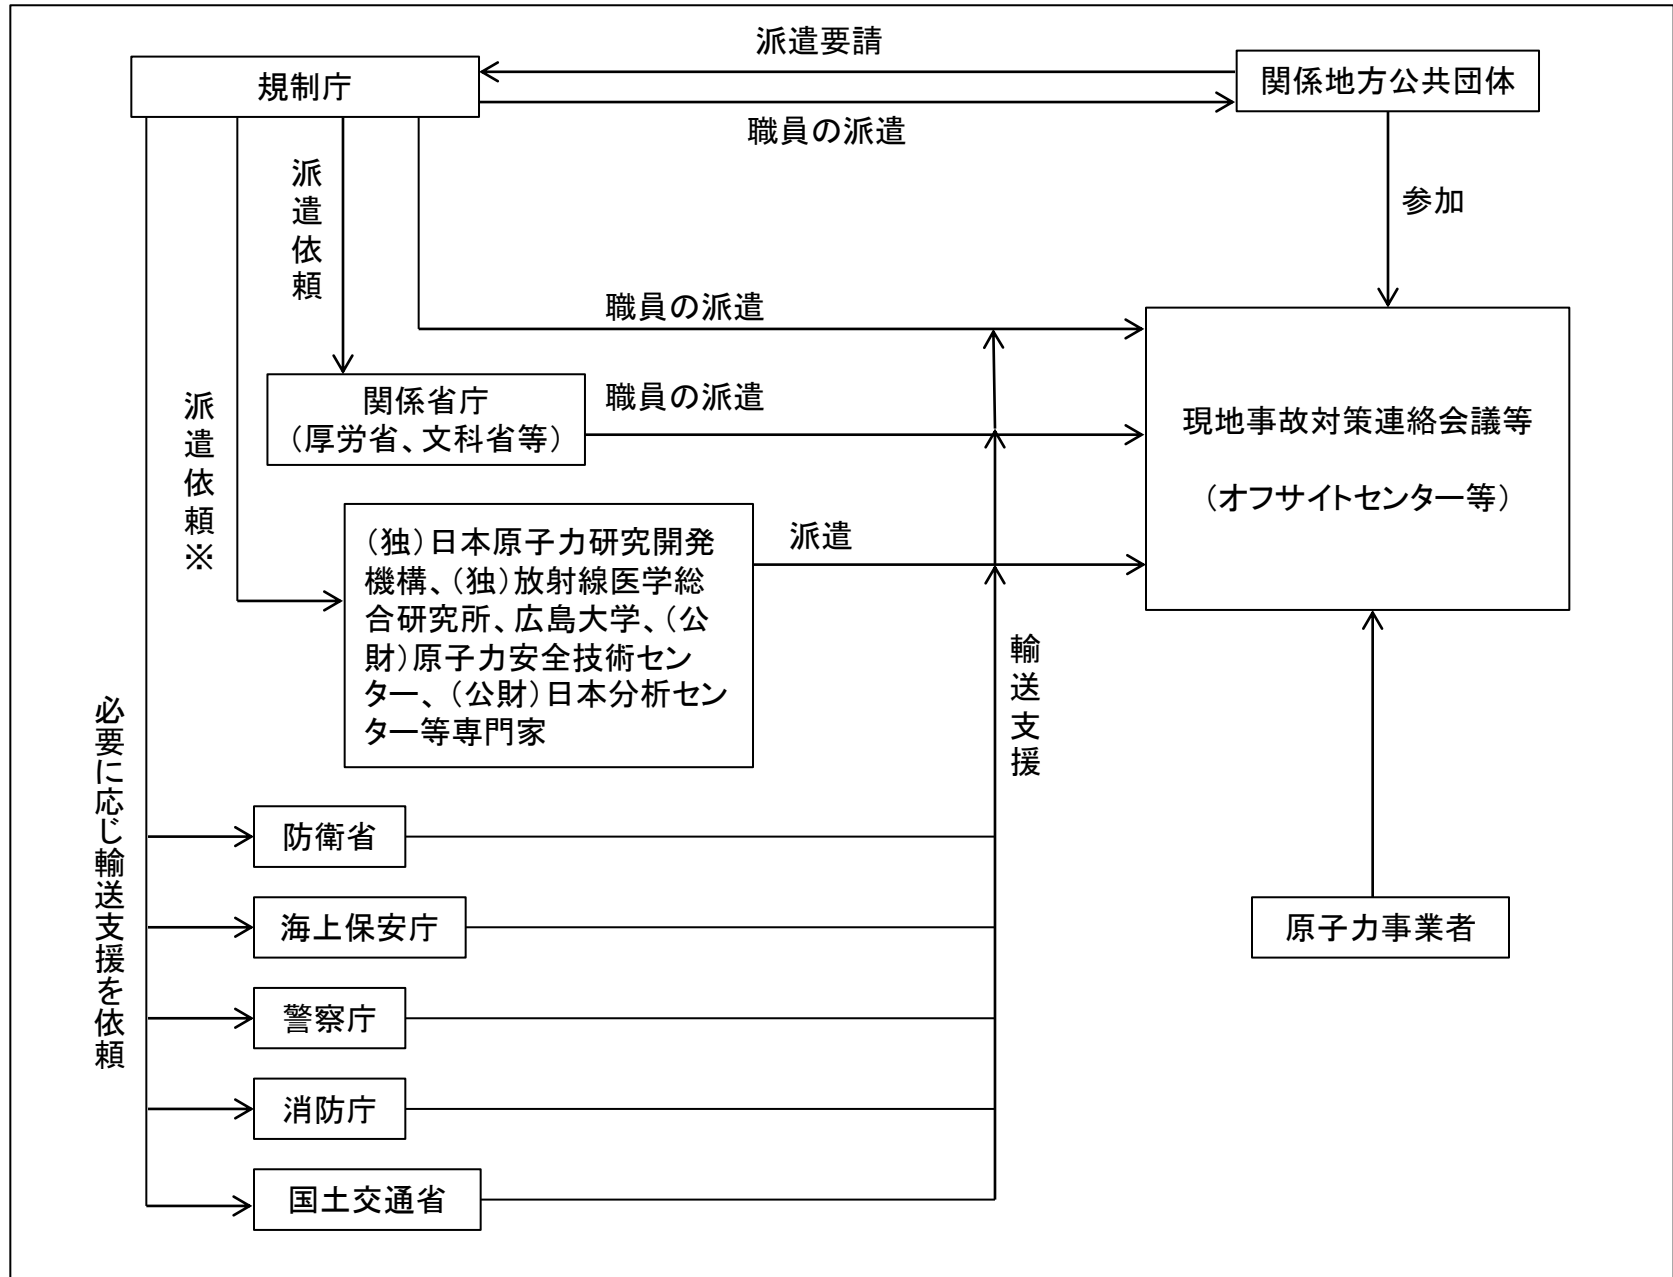 派遣要請
規制庁
関係地方公共団体
職員の派遣
派遣依頼
参加
職員の派遣
関係省庁
（厚労省、文科省等）
職員の派遣
現地事故対策連絡会議等
（オフサイトセンター等）
派遣依頼※
（独）日本原子力研究開発
機構、（独）放射線医学総
合研究所、広島大学、（公
財）原子力安全技術セン
ター、（公財）日本分析セン
ター等専門家
派遣
輸送支援
必要に応じ輸送支援を依頼
防衛省
海上保安庁
原子力事業者
警察庁
消防庁
国土交通省